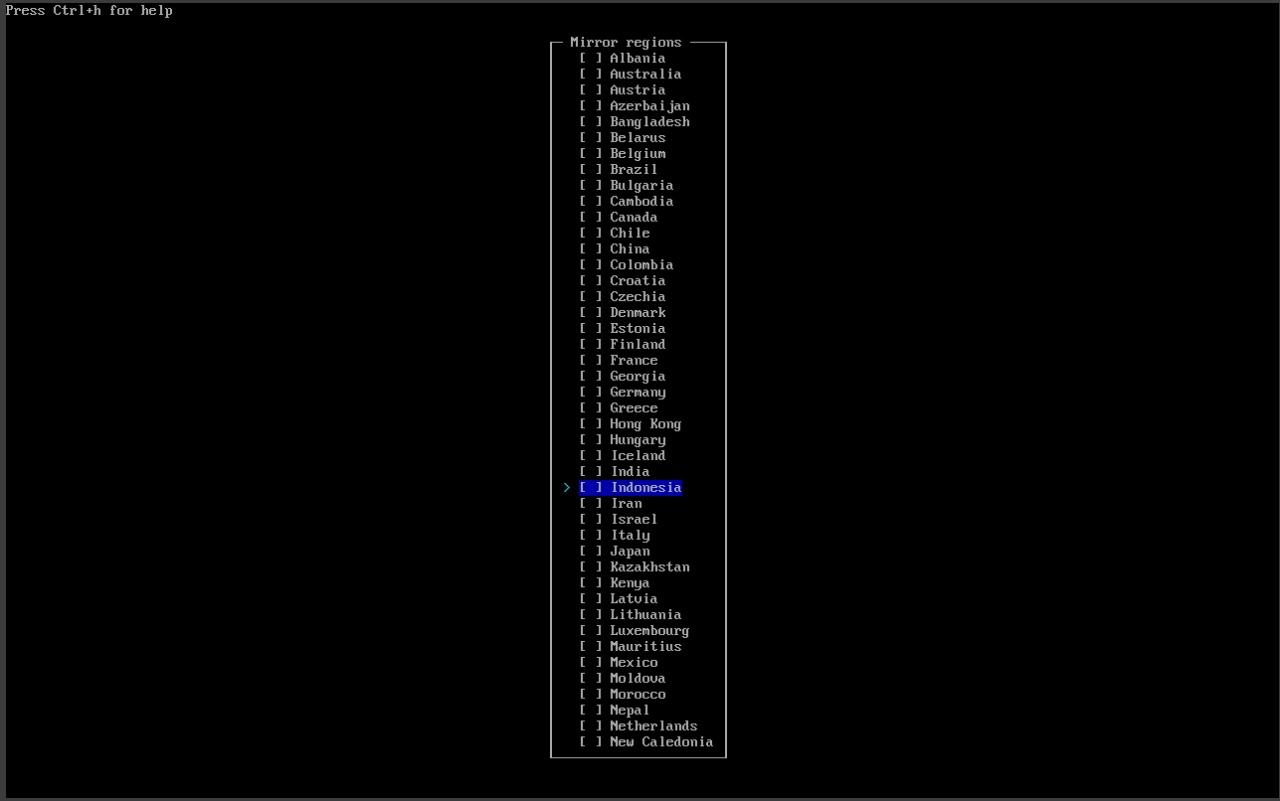 Press Ctrl+h for help
Mirror regions
[ ] Albania
[ ] Australia
[ ] Austria
[ ] Azerbaijan
[ ] Bangladesh
[ ] Belarus
[ ] Belgium
[ ] Brazil
[ ] Bulgaria
[ ] Cambodia
[ ] Canada
[ ] Chile
[ ] China
[ ] Colombia
[ ] Croatia
[ ] Czechia
[ ] Denmark
[ ] Estonia
[ ] Finland
[ ] France
[ ] Georgia
[ ] Germany
[ ] Greece
[ ] Hong Kong
[ ] Hungary
[ ] Iceland
[ ] India
> [ ] Indonesia
[ ] Iran
[ ] Israel
[ ] Italy
[ ] Japan
[ ] Kazakhstan
[ ] Kenya
[ ] Latvia
[ ] Lithuania
[ ] Luxembourg
[ ] Mauritius
[ ] Mexico
[ ] Moldova
[ ] Morocco
[ ] Nepal
[ ] Netherlands
[ ] New Caledonia